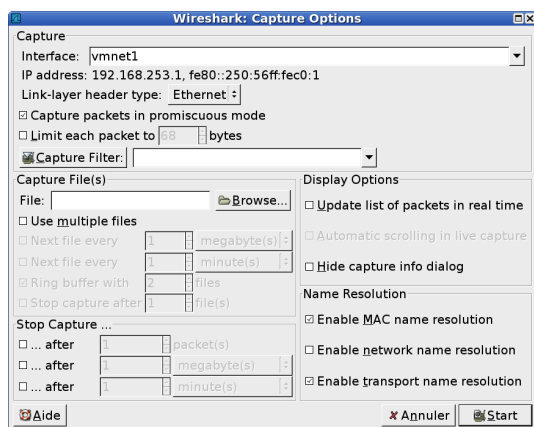 Wireshark: Capture Options
Capture
Interface: vmnet1
IP address: 192.168.253.1, fe80::250:56ff:fec0:1
Link-layer header type: Ethernet
Capture packets in promiscuous mode
Limit each packet to 68 bytes
Capture Filter:
Capture File(s)
File: Browse...
Use multiple files
Next file every 1 megabyte(s)
Next file every 1 minute(s)
Ring buffer with 2 files
Stop capture after 1 file(s)
Stop Capture ...
... after 1 packet(s)
... after 1 megabyte(s)
... after 1 minute(s)
Display Options
Update list of packets in real time
Automatic scrolling in live capture
Hide capture info dialog
Name Resolution
Enable MAC name resolution
Enable network name resolution
Enable transport name resolution
Aide
Annuler
Start